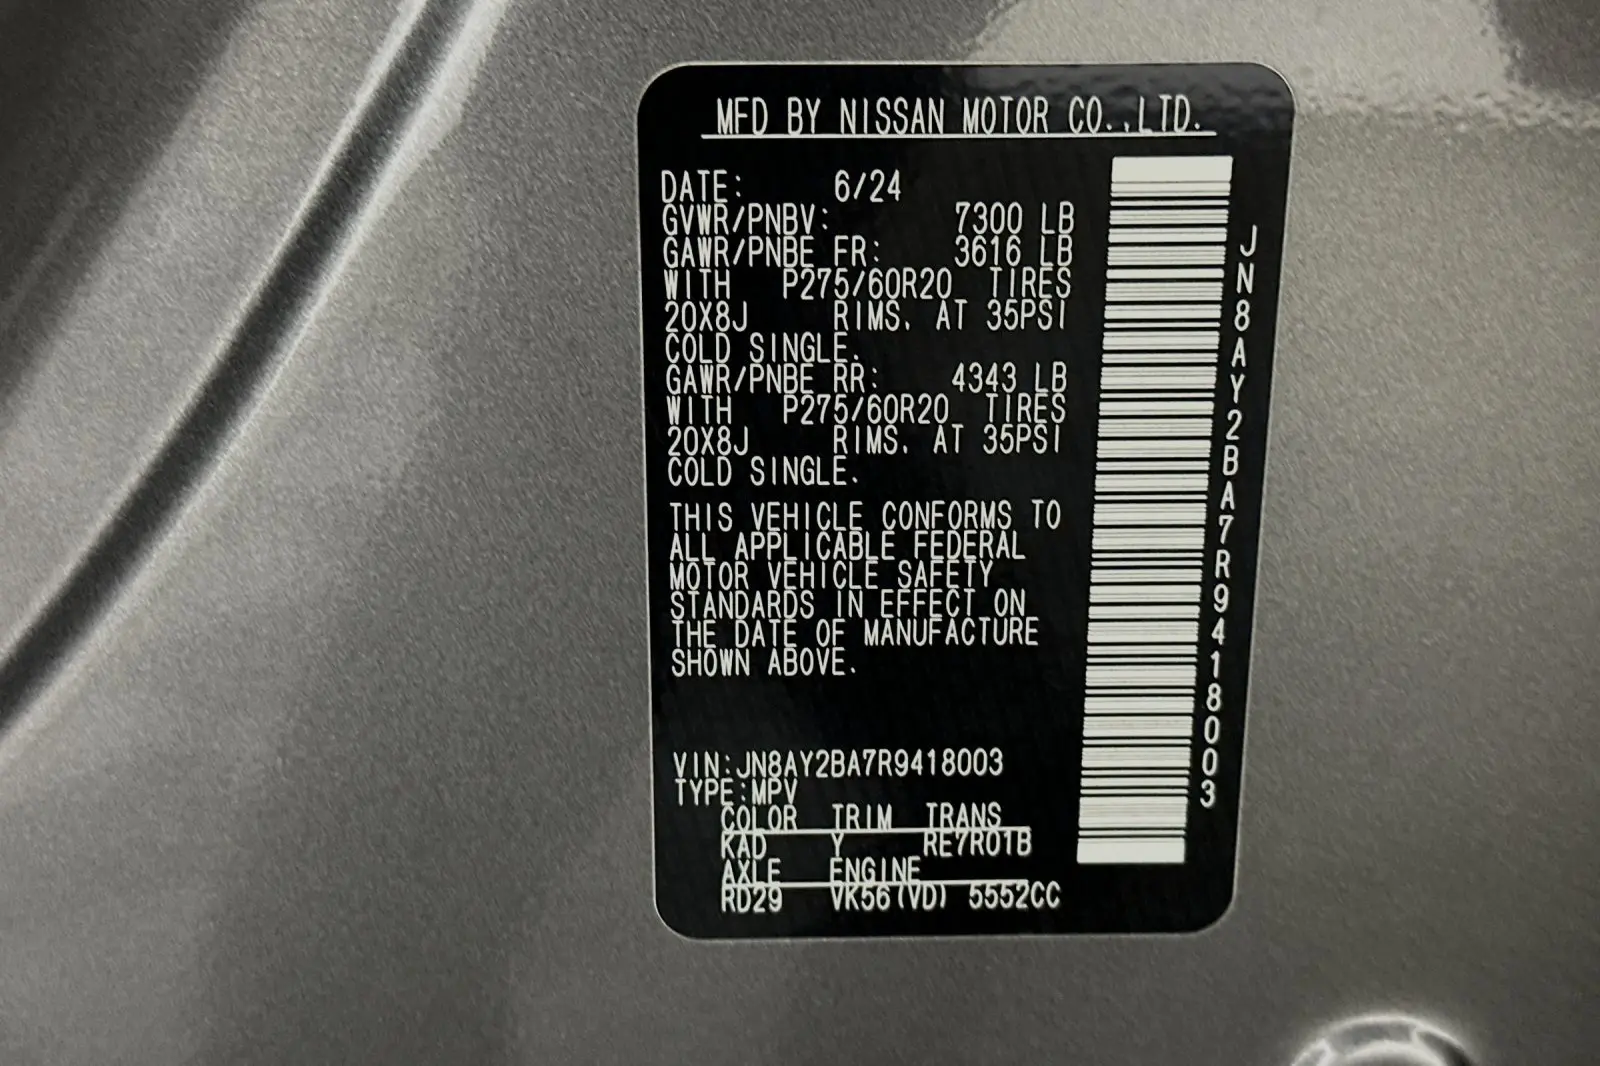 MFD BY NISSAN MOTOR CO.,LTD.
DATE: 6/24
GVWR/PNBV: 7300 LB
GAWR/PNBE FR: 3616 LB
WITH P275/60R20 TIRES
20X8J RIMS. AT 35PSI
COLD SINGLE.
GAWR/PNBE RR: 4343 LB
WITH P275/60R20 TIRES
20X8J RIMS. AT 35PSI
COLD SINGLE.
THIS VEHICLE CONFORMS TO
ALL APPLICABLE FEDERAL
MOTOR VEHICLE SAFETY
STANDARDS IN EFFECT ON
THE DATE OF MANUFACTURE
SHOWN ABOVE.
VIN:JN8AY2BA7R9418003
TYPE:MPV
COLOR TRIM TRANS
KAD Y RE7R01B
AXLE ENGINE
RD29 VK56(VD) 5552CC
JN8AY2BA7R9418003